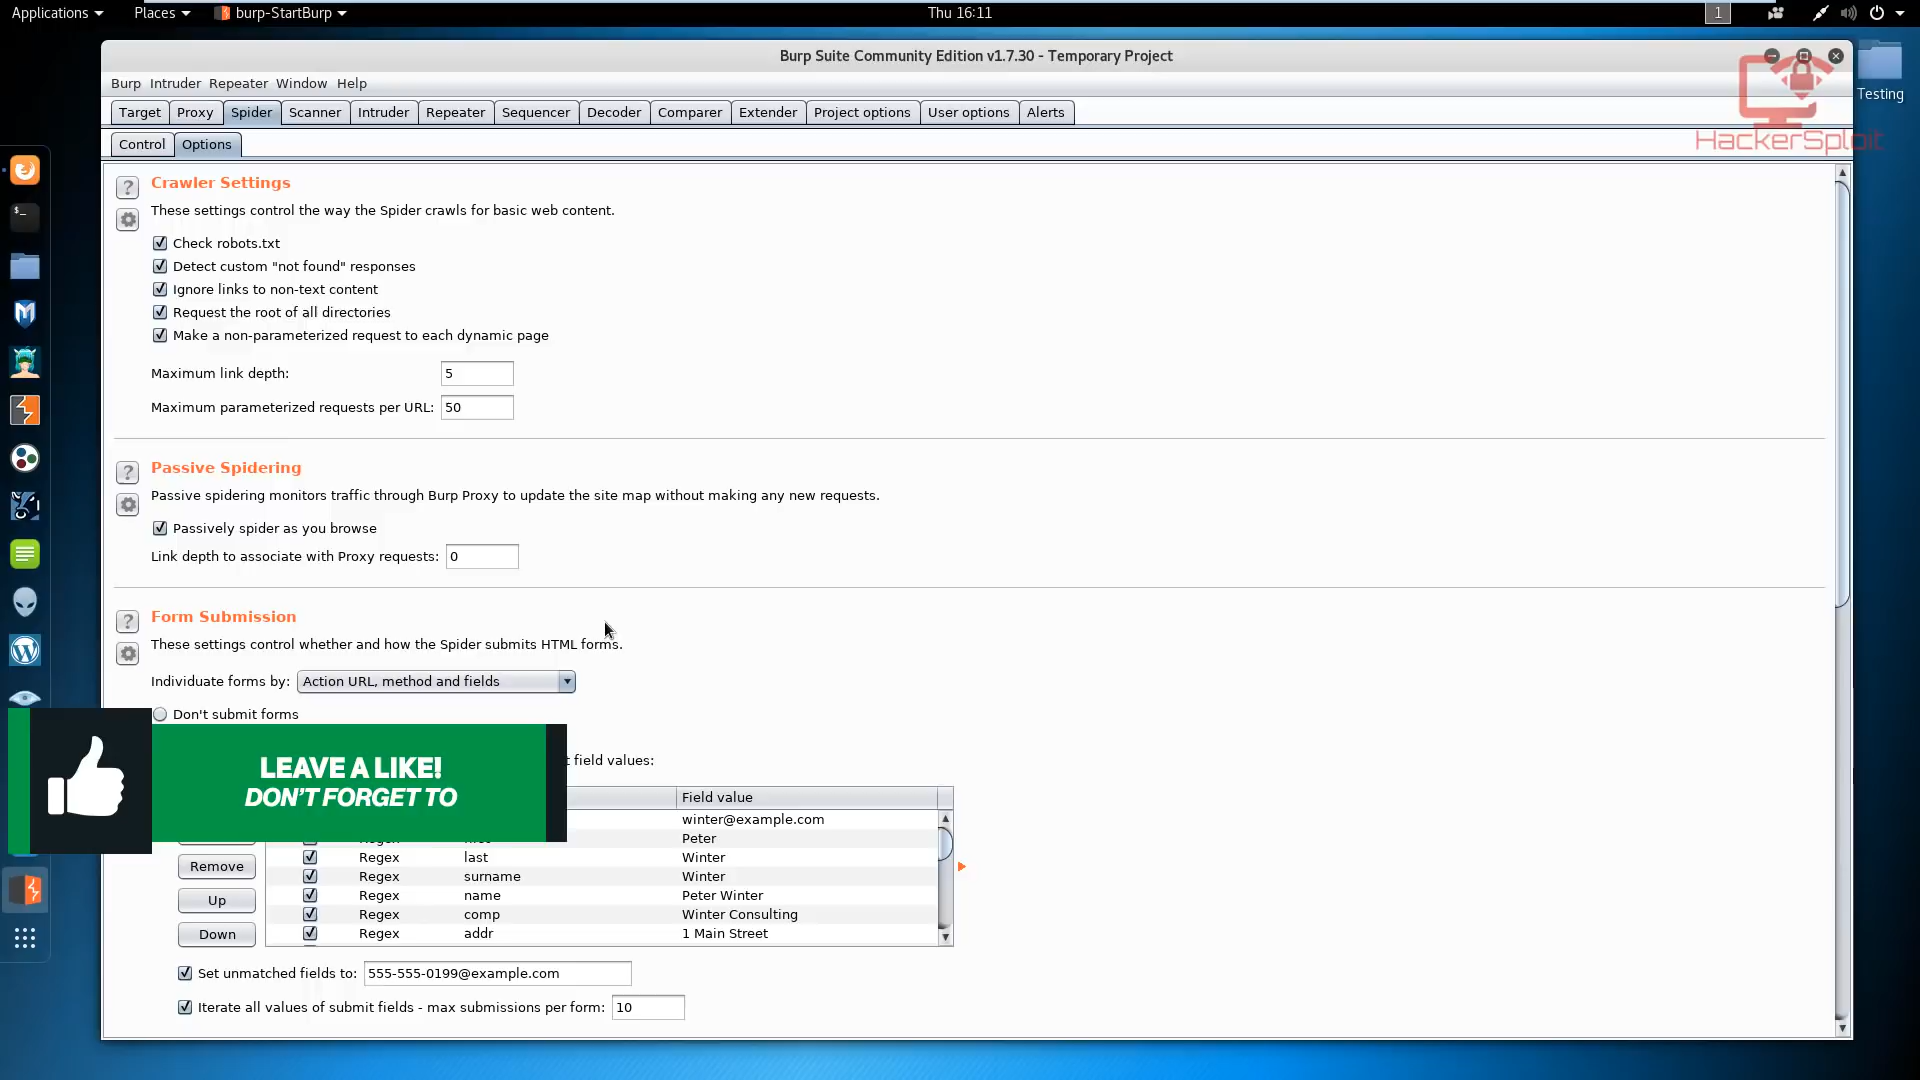 Applications Places burp-StartBurp Thu 16:11 1
Burp Suite Community Edition v1.7.30 - Temporary Project
Burp Intruder Repeater Window Help
Target Proxy Spider Scanner Intruder Repeater Sequencer Decoder Comparer Extender Project options User options Alerts
Testing
HackerSploit
Control Options
? Crawler Settings
These settings control the way the Spider crawls for basic web content.
Check robots.txt
Detect custom "not found" responses
Ignore links to non-text content
Request the root of all directories
Make a non-parameterized request to each dynamic page
Maximum link depth: 5
Maximum parameterized requests per URL: 50
? Passive Spidering
Passive spidering monitors traffic through Burp Proxy to update the site map without making any new requests.
Passively spider as you browse
Link depth to associate with Proxy requests: 0
? Form Submission
These settings control whether and how the Spider submits HTML forms.
Individuate forms by: Action URL, method and fields
Don't submit forms
field values:
LEAVE A LIKE!
DON'T FORGET TO
Field value
winter@example.com
Peter
Regex last Winter
Remove
Regex surname Winter
Regex name Peter Winter
Up
Regex comp Winter Consulting
Down
Regex addr 1 Main Street
Set unmatched fields to: 555-555-0199@example.com
Iterate all values of submit fields - max submissions per form: 10